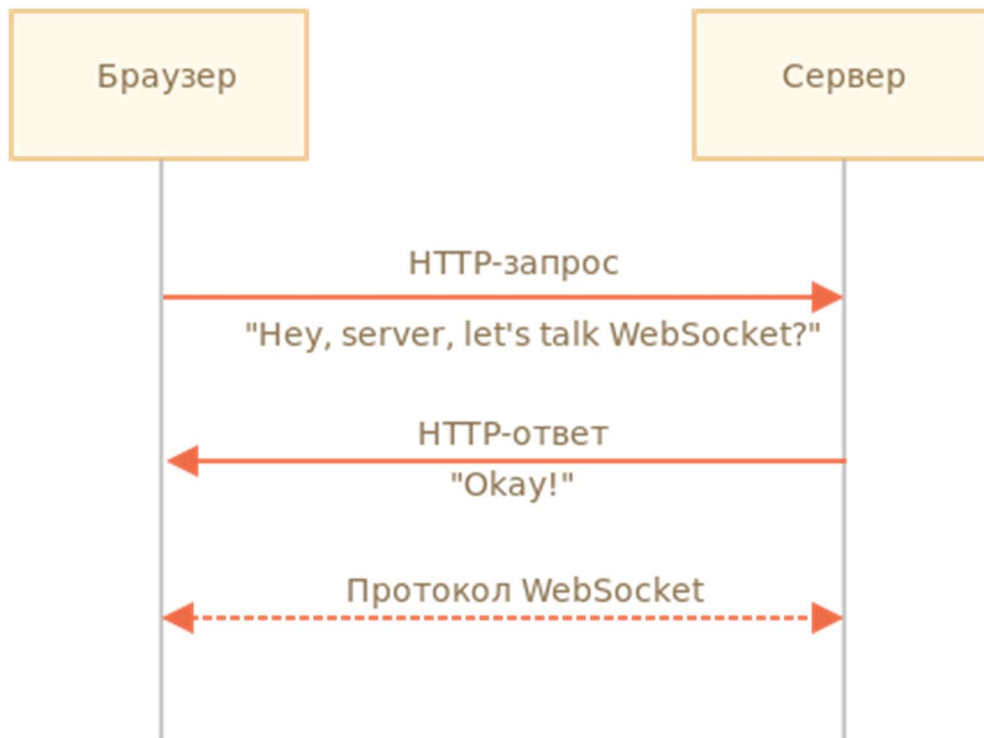 Браузер
Сервер
HTTP-запрос
"Hey, server, let's talk WebSocket?"
HTTP-ответ
"Okay!"
Протокол WebSocket